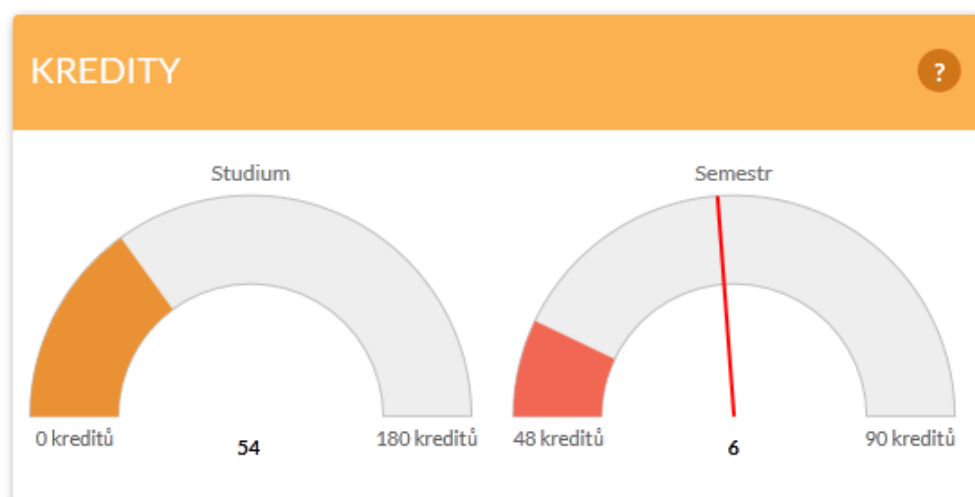 KREDITY
?
Studium
Semestr
0 kreditů
54
180 kreditů
48 kreditů
6
90 kreditů